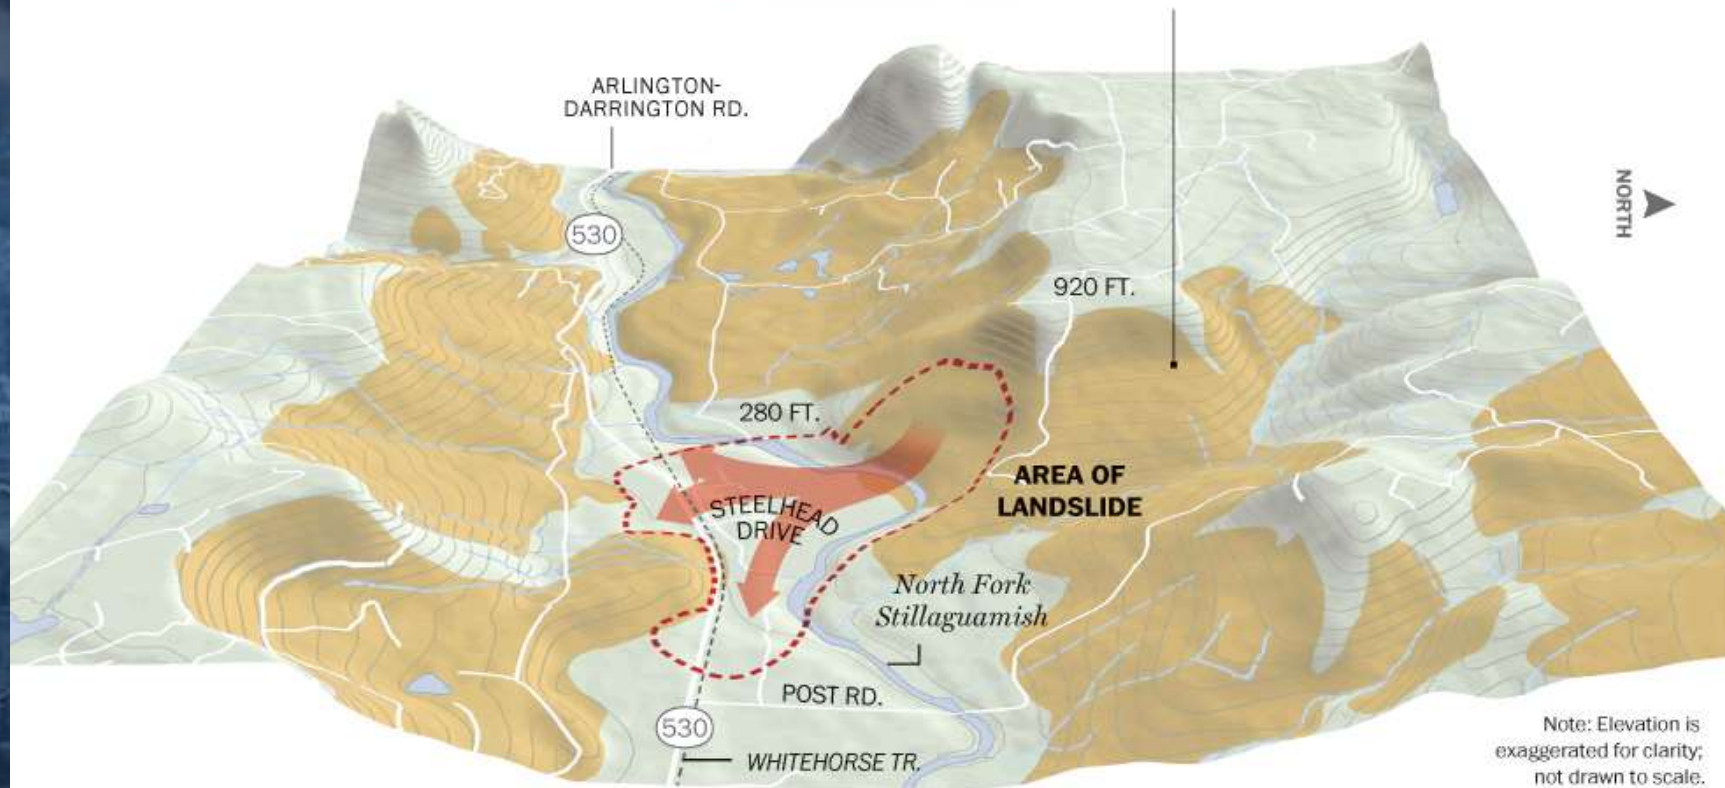 ARLINGTON-
DARRINGTON RD.
NORTH
530
920 FT.
280 FT.
AREA OF
LANDSLIDE
STEELHEAD
DRIVE
North Fork
Stillaguamish
POST RD.
530
WHITEHORSE TR.
Note: Elevation is
exaggerated for clarity;
not drawn to scale.